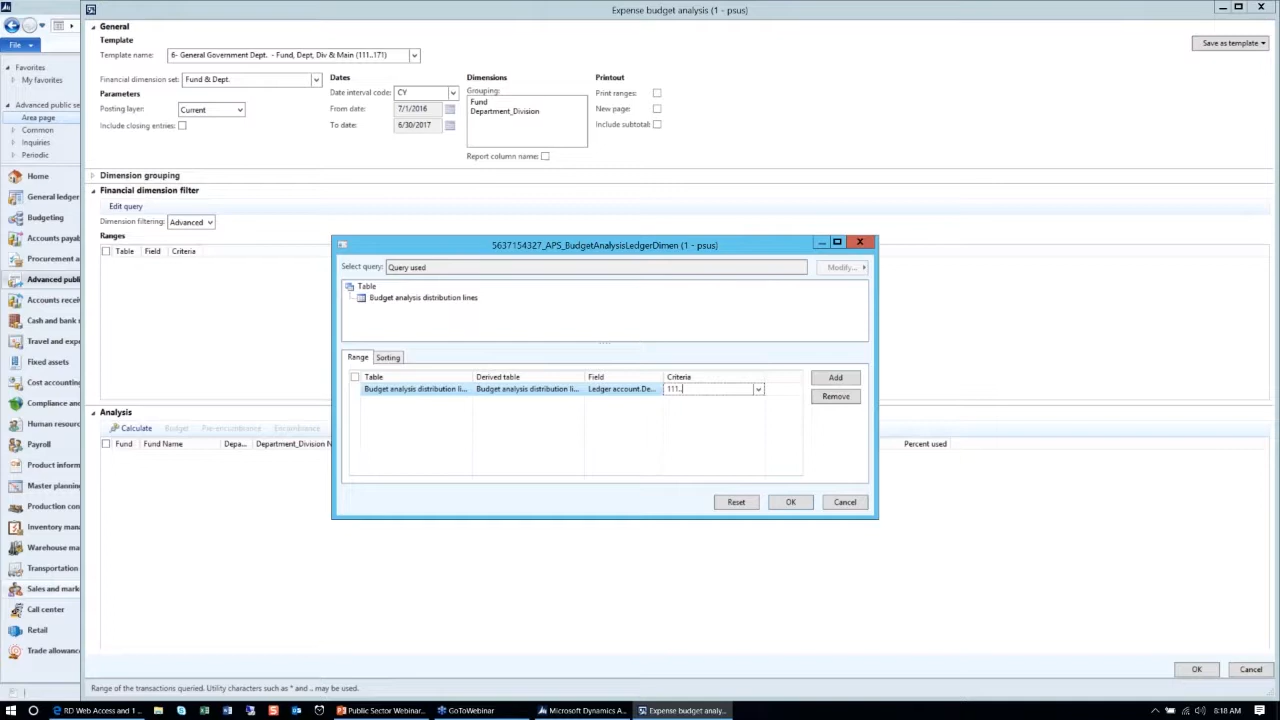 Expense budget analysis (1 - psus)
File
Favorites
My favorites
Advanced public se
Area page
Common
Inquiries
Periodic
Home
General ledger
Budgeting
Accounts payab
Procurement a
Advanced publi
Accounts recei
Cash and bank
Travel and expe
Fixed assets
Cost accounting
Compliance and
Human resourc
Payroll
Product inform
Master planning
Production con
Inventory mana
Warehouse ma
Transportation
Sales and mark
Call center
Retail
Trade allowanc
General
Template
Save as template
Template name: 6- General Government Dept. - Fund, Dept, Div & Main (111..171)
Financial dimension set: Fund & Dept.
Parameters
Posting layer: Current
Include closing entries:
Dates
Date interval code: CY
From date: 7/1/2016
To date: 6/30/2017
Dimensions
Grouping:
Fund
Department_Division
Report column name:
Printout
Print ranges:
New page:
Include subtotal:
Dimension grouping
Financial dimension filter
Edit query
Dimension filtering: Advanced
Ranges
Table Field Criteria
5637154327_APS_BudgetAnalysisLedgerDimen (1 - psus)
Select query: Query used
Modify...
Table
Budget analysis distribution lines
Range Sorting
Table Derived table Field Criteria
Budget analysis distribution li... Budget analysis distribution li... Ledger account.De... 111..
Add
Remove
Reset OK Cancel
Analysis
Calculate Budget Pre-encumbrance Encumbrance
Fund Fund Name Depa... Department_Division N
Percent used
OK Cancel
Range of the transactions queried. Utility characters such as * and .. may be used.
RD Web Access and 1 ...
Public Sector Webinar...
GoToWebinar
Microsoft Dynamics A...
Expense budget analy...
8:18 AM